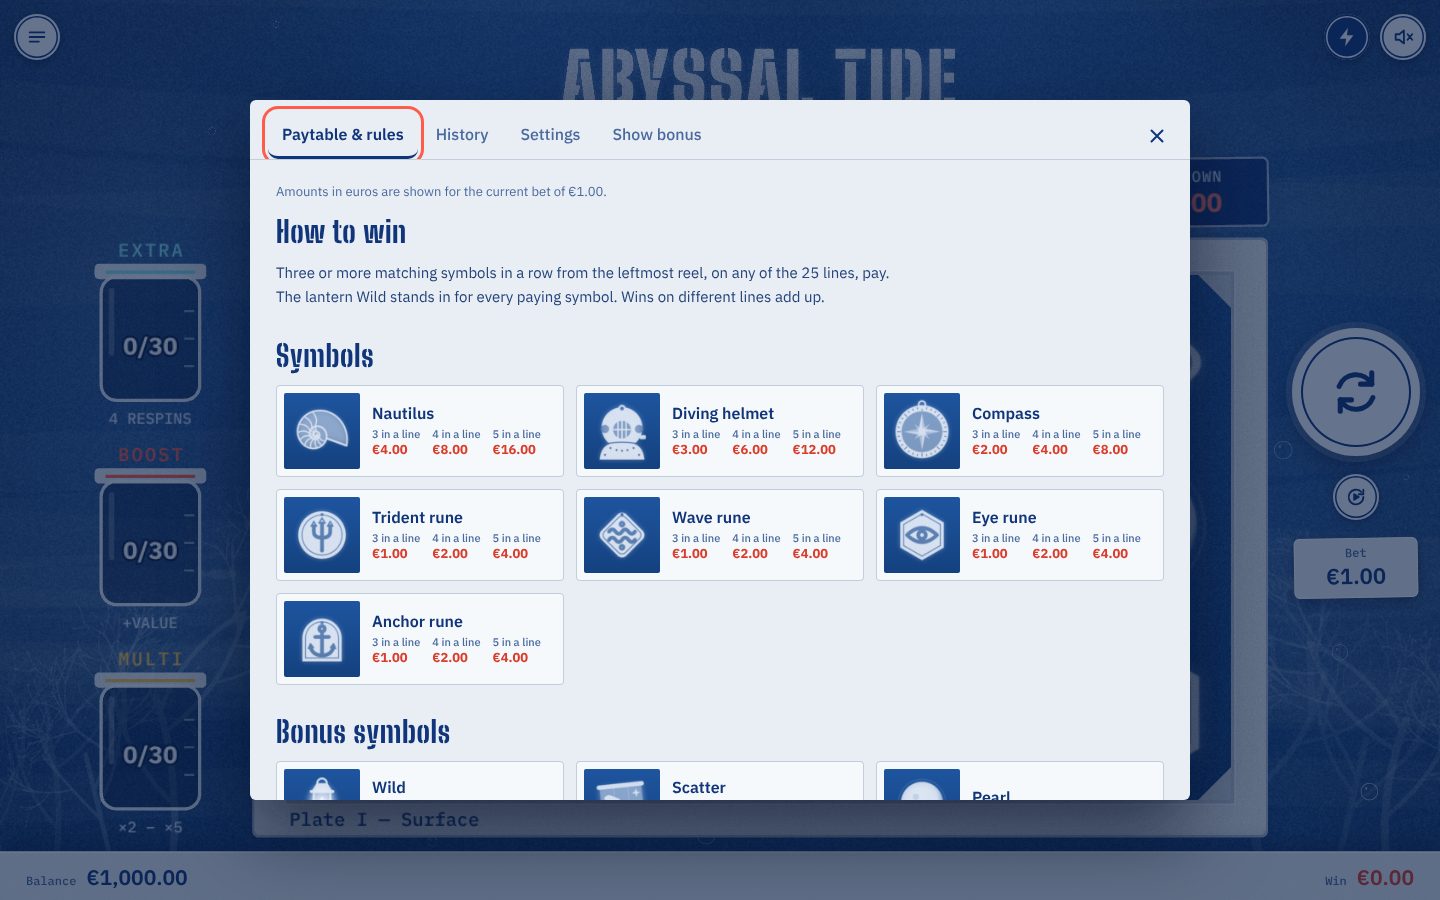 ABYSSAL TIDE
Paytable & rules
History
Settings
Show bonus
Amounts in euros are shown for the current bet of €1.00.
How to win
Three or more matching symbols in a row from the leftmost reel, on any of the 25 lines, pay.
The lantern Wild stands in for every paying symbol. Wins on different lines add up.
Symbols
Nautilus
3 in a line 4 in a line 5 in a line
€4.00 €8.00 €16.00
Diving helmet
3 in a line 4 in a line 5 in a line
€3.00 €6.00 €12.00
Compass
3 in a line 4 in a line 5 in a line
€2.00 €4.00 €8.00
Trident rune
3 in a line 4 in a line 5 in a line
€1.00 €2.00 €4.00
Wave rune
3 in a line 4 in a line 5 in a line
€1.00 €2.00 €4.00
Eye rune
3 in a line 4 in a line 5 in a line
€1.00 €2.00 €4.00
Anchor rune
3 in a line 4 in a line 5 in a line
€1.00 €2.00 €4.00
Bonus symbols
Wild
Scatter
Pearl
EXTRA
0/30
4 RESPINS
BOOST
0/30
+VALUE
MULTI
0/30
×2 – ×5
OWN
00
Bet
€1.00
Plate I — Surface
Balance €1,000.00
Win €0.00